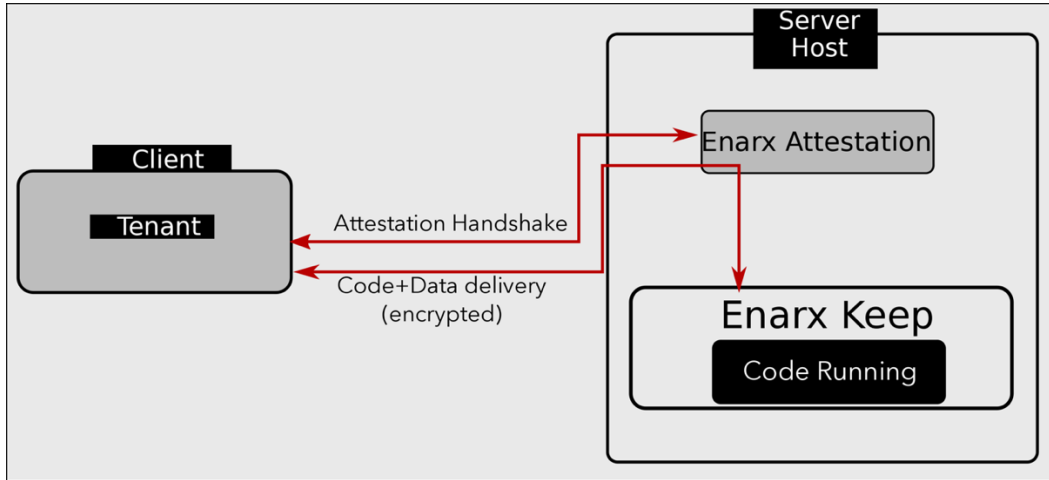 Server
Host
Enarx Attestation
Client
Tenant
Attestation Handshake
Code+Data delivery
(encrypted)
Enarx Keep
Code Running